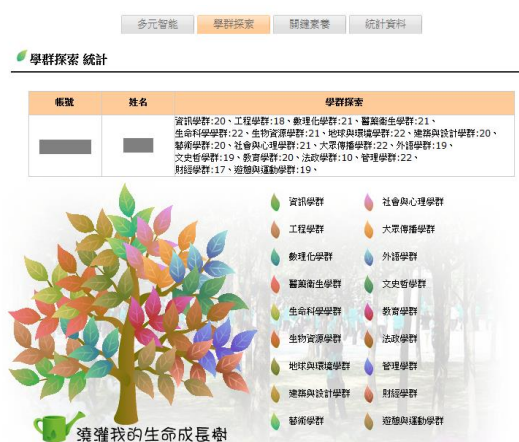 多元智能 學群探索 關鍵素養 統計資料
學群探索 統計
帳號 姓名 學群探索
資訊學群:20、工程學群:18、數理化學群:21、醫藥衛生學群:21、
生命科學學群:22、生物資源學群:21、地球與環境學群:22、建築與設計學群:20、
藝術學群:20、社會與心理學群:21、大眾傳播學群:22、外語學群:19、
文史哲學群:19、教育學群:20、法政學群:10、管理學群:22、
財經學群:17、遊憩與運動學群:19、
資訊學群 社會與心理學群
工程學群 大眾傳播學群
數理化學群 外語學群
醫藥衛生學群 文史哲學群
生命科學學群 教育學群
生物資源學群 法政學群
地球與環境學群 管理學群
建築與設計學群 財經學群
藝術學群 遊憩與運動學群
澆灌我的生命成長樹